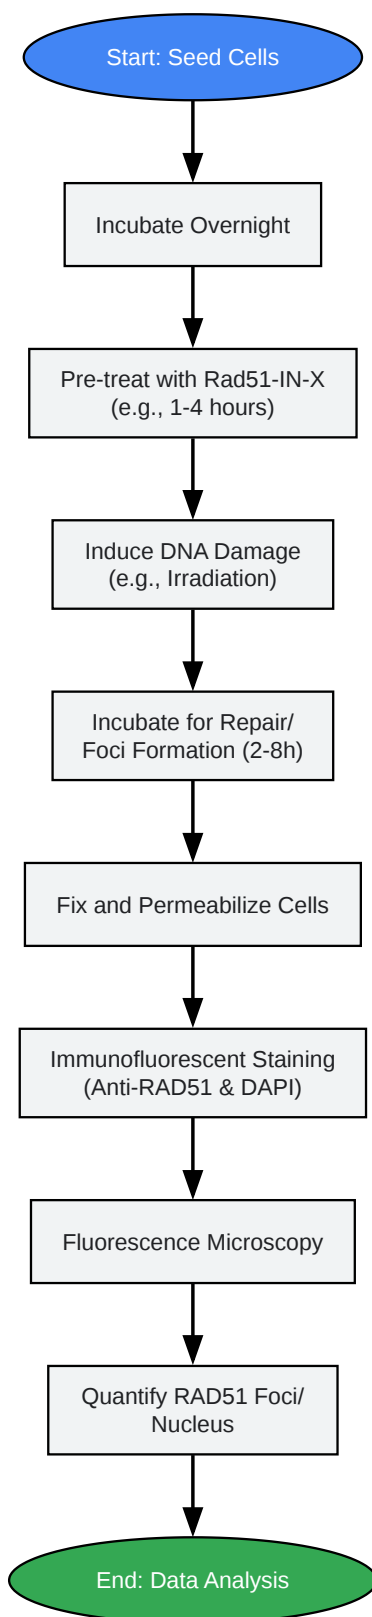 Start: Seed Cells
Incubate Overnight
Pre-treat with Rad51-IN-X
(e.g., 1-4 hours)
Induce DNA Damage
(e.g., Irradiation)
Incubate for Repair/
Foci Formation (2-8h)
Fix and Permeabilize Cells
Immunofluorescent Staining
(Anti-RAD51 & DAPI)
Fluorescence Microscopy
Quantify RAD51 Foci/
Nucleus
End: Data Analysis